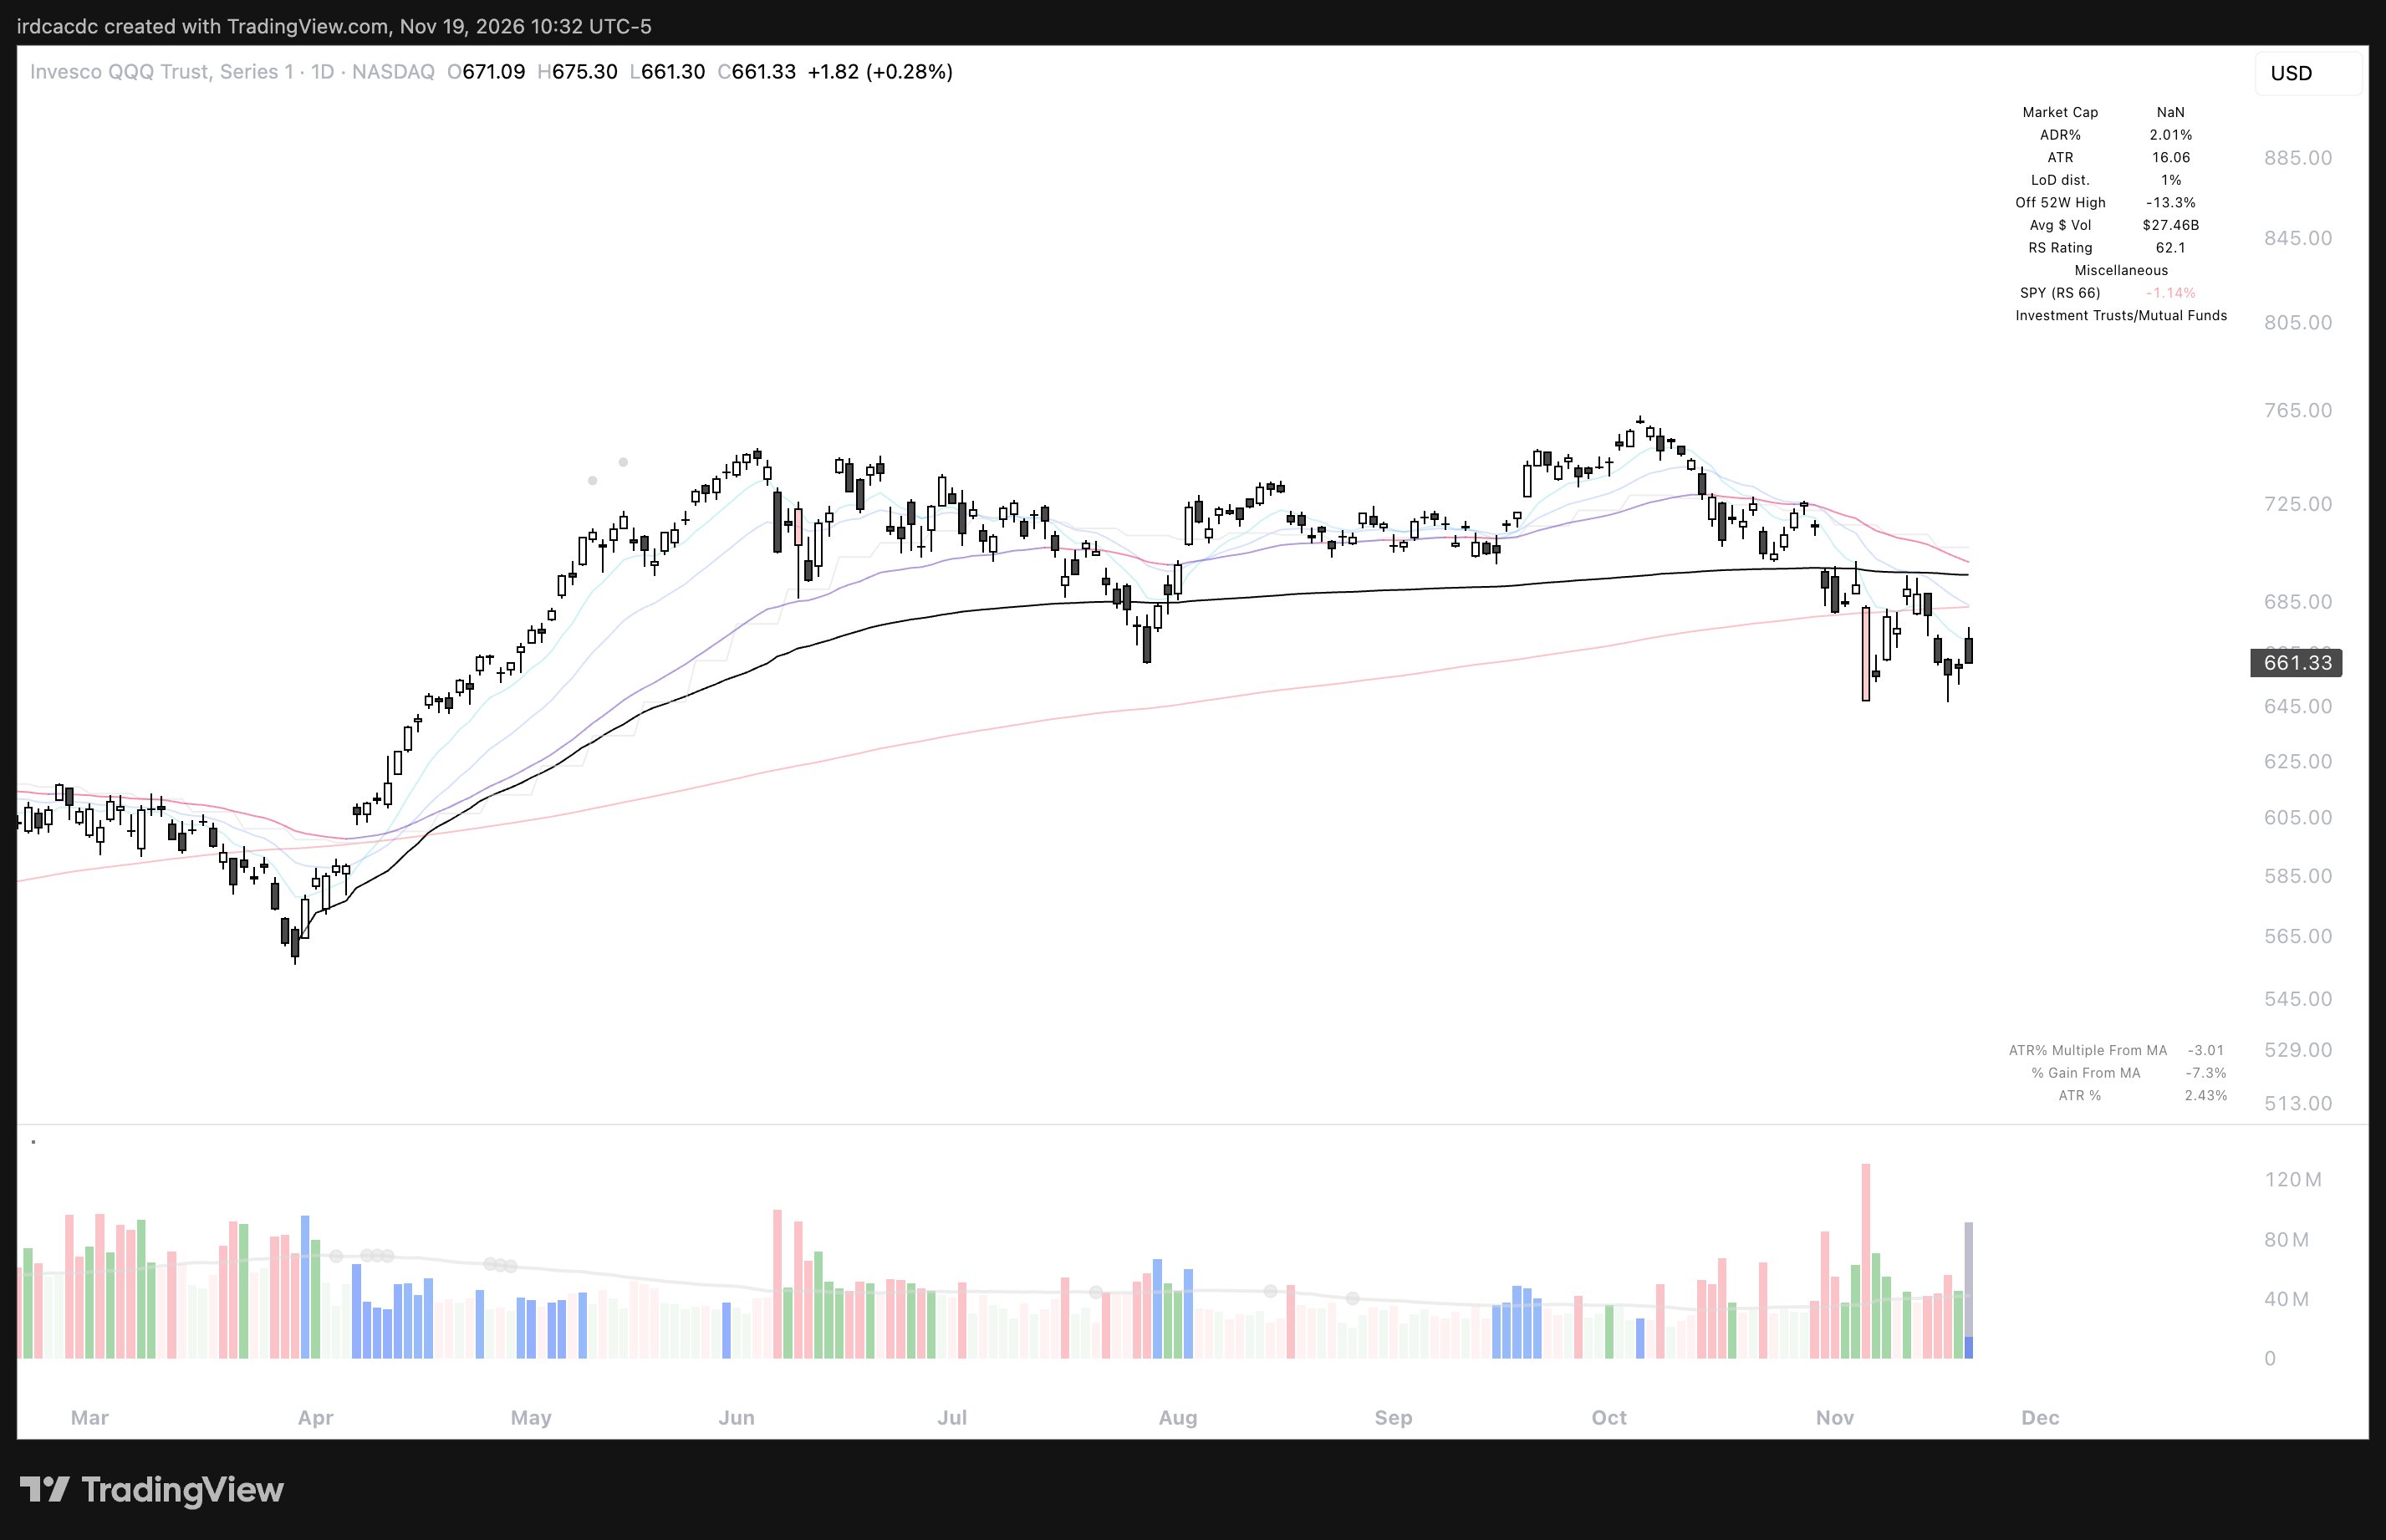 irdcacdc created with TradingView.com, Nov 19, 2026 10:32 UTC-5
Invesco QQQ Trust, Series 1 · 1D · NASDAQ O671.09 H675.30 L661.30 C661.33 +1.82 (+0.28%)
USD
Market Cap NaN
ADR% 2.01%
ATR 16.06
LoD dist. 1%
Off 52W High -13.3%
Avg $ Vol $27.46B
RS Rating 62.1
Miscellaneous
SPY (RS 66) -1.14%
Investment Trusts/Mutual Funds
885.00
845.00
805.00
765.00
725.00
685.00
661.33
645.00
625.00
605.00
585.00
565.00
545.00
529.00
513.00
ATR% Multiple From MA -3.01
% Gain From MA -7.3%
ATR % 2.43%
120 M
80 M
40 M
0
Mar Apr May Jun Jul Aug Sep Oct Nov Dec
TradingView